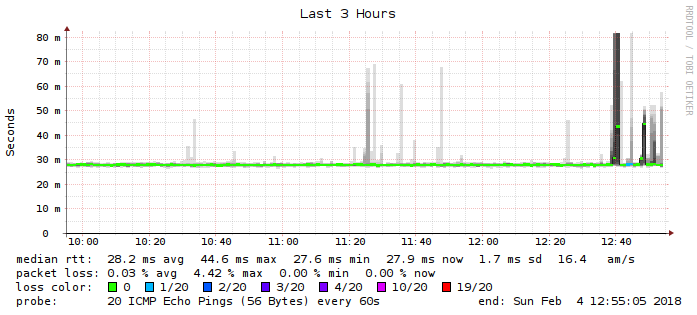 Last 3 Hours
RRDTOOL / TOBI OETIKER
Seconds
80 m
70 m
60 m
50 m
40 m
30 m
20 m
10 m
0
10:00 10:20 10:40 11:00 11:20 11:40 12:00 12:20 12:40
median rtt: 28.2 ms avg 44.6 ms max 27.6 ms min 27.9 ms now 1.7 ms sd 16.4 am/s
packet loss: 0.03 % avg 4.42 % max 0.00 % min 0.00 % now
loss color: 0 1/20 2/20 3/20 4/20 10/20 19/20
probe: 20 ICMP Echo Pings (56 Bytes) every 60s end: Sun Feb 4 12:55:05 2018